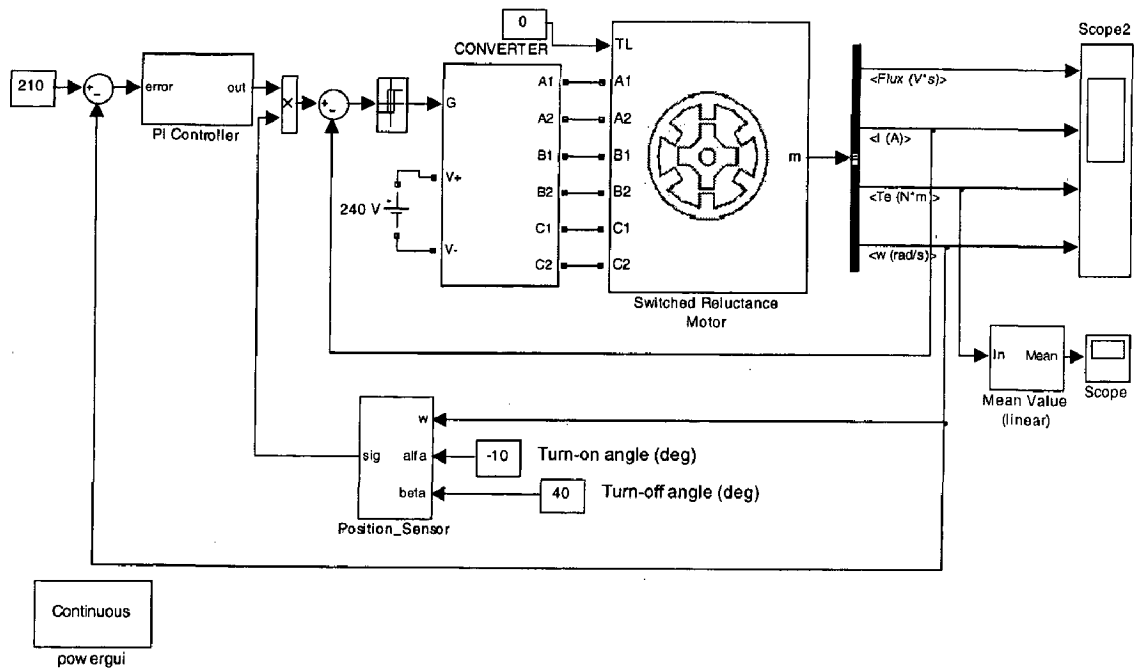 0
CONVERTER
Scope2
210
error
out
PI Controller
×
G
V+
240 V
V-
A1
A2
B1
B2
C1
C2
TL
A1
A2
B1
B2
C1
C2
m
Switched Reluctance
Motor
<Flux (V*s)>
<I (A)>
<Te (N*m)>
<w (rad/s)>
In
Mean
Mean Value
(linear)
Scope
w
sig
alfa
beta
Position_Sensor
-10
Turn-on angle (deg)
40
Turn-off angle (deg)
Continuous
powergui